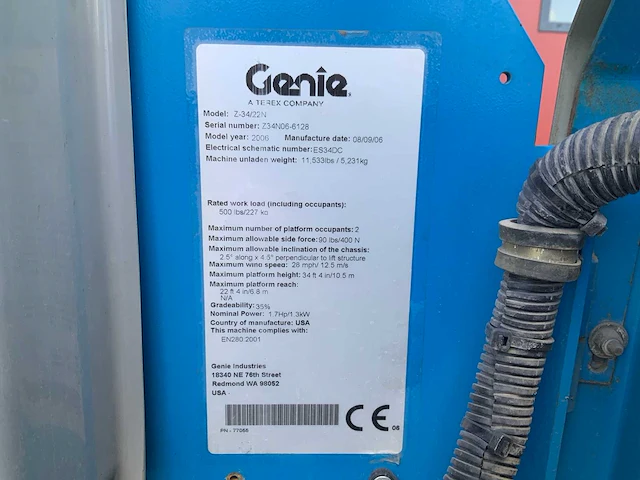 Genie
A TEREX COMPANY
Model: Z-34/22N
Serial number: Z34N06-6128
Model year: 2006 Manufacture date: 08/09/06
Electrical schematic number: ES34DC
Machine unladen weight: 11,533lbs / 5,231kg
Rated work load (including occupants):
500 lbs/227 kg
Maximum number of platform occupants: 2
Maximum allowable side force: 90 lbs/400 N
Maximum allowable inclination of the chassis:
2.5° along x 4.5° perpendicular to lift structure
Maximum wind speed: 28 mph/ 12.5 m/s
Maximum platform height: 34 ft 4 in/10.5 m
Maximum platform reach:
22 ft 4 in/6.8 m
N/A
Gradeability: 35%
Nominal Power: 1.7Hp/1.3kW
Country of manufacture: USA
This machine complies with:
EN280:2001
Genie Industries
18340 NE 76th Street
Redmond WA 98052
USA
CE 06
PN - 77055